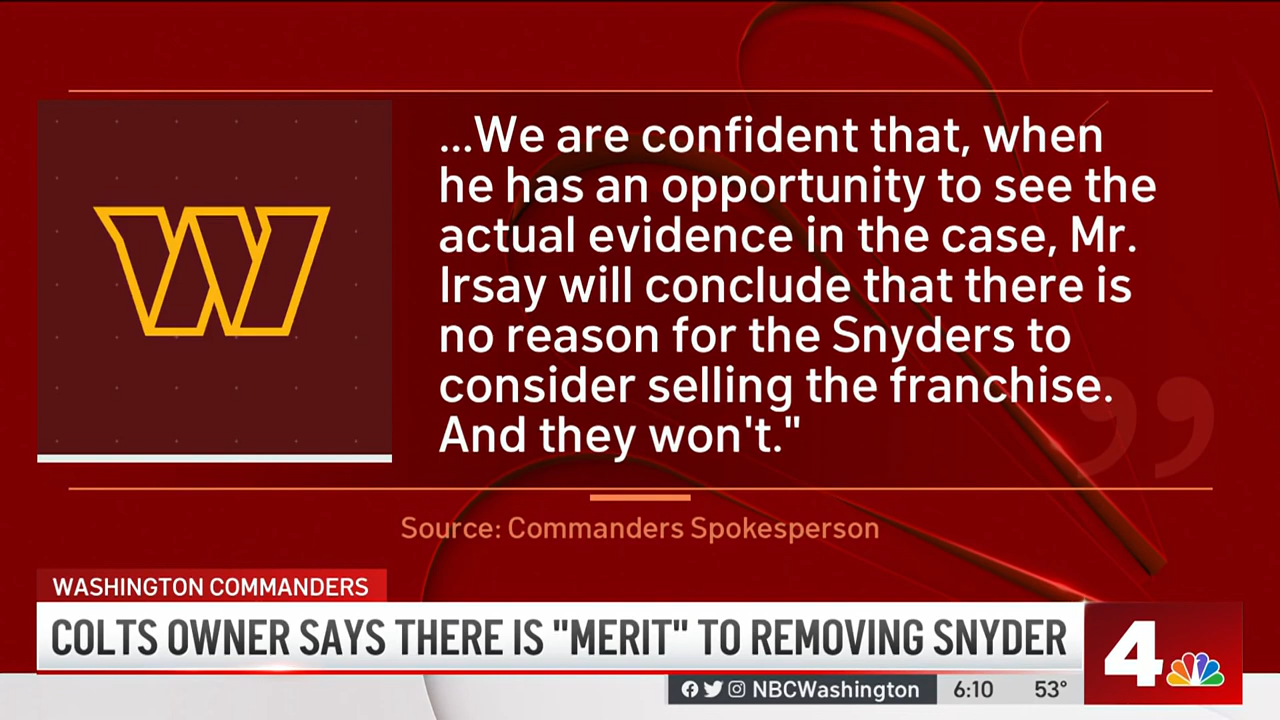 ...We are confident that, when
he has an opportunity to see the
actual evidence in the case, Mr.
Irsay will conclude that there is
no reason for the Snyders to
consider selling the franchise.
And they won't."
Source: Commanders Spokesperson
WASHINGTON COMMANDERS
COLTS OWNER SAYS THERE IS "MERIT" TO REMOVING SNYDER
4
NBCWashington 6:10 53°